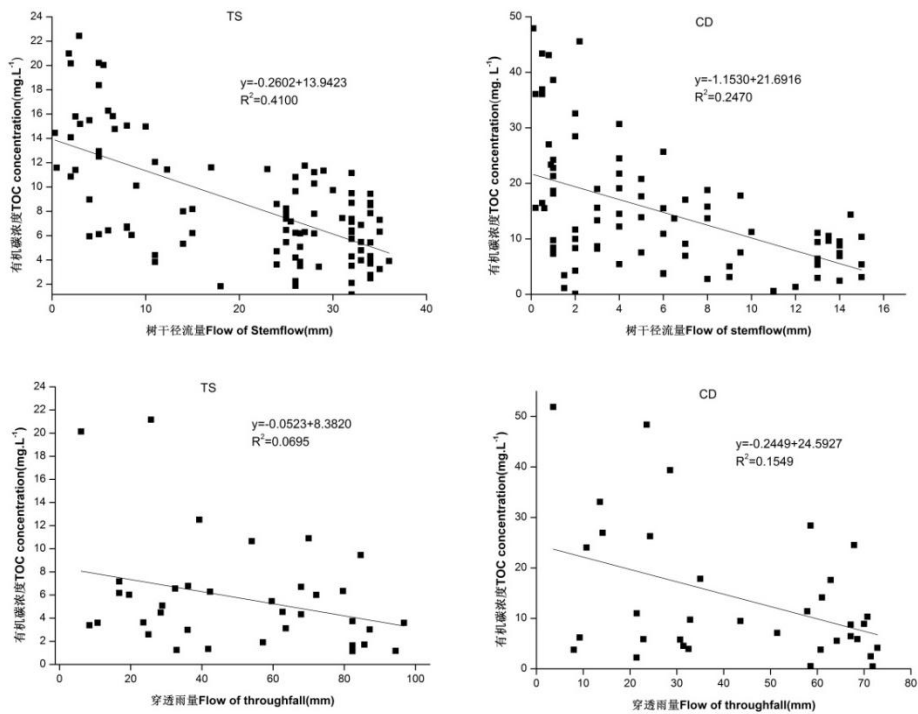 TS
24
22
20
18
16
14
12
10
8
6
4
2
有机碳浓度TOC concentration(mg.L-1)
y=-0.2602+13.9423
R2=0.4100
0 10 20 30 40
树干径流量Flow of Stemflow(mm)
CD
50
40
30
20
10
0
有机碳浓度TOC concentration(mg. L-1)
y=-1.1530+21.6916
R2=0.2470
0 2 4 6 8 10 12 14 16
树干径流量Flow of stemflow(mm)
TS
24
22
20
18
16
14
12
10
8
6
4
2
0
有机碳浓度TOC concentration(mg.L-1)
y=-0.0523+8.3820
R2=0.0695
0 20 40 60 80 100
穿透雨量Flow of throughfall(mm)
CD
50
40
30
20
10
0
有机碳浓度TOC concentration(mg.L-1)
y=-0.2449+24.5927
R2=0.1549
0 10 20 30 40 50 60 70 80
穿透雨量Flow of throughfall(mm)